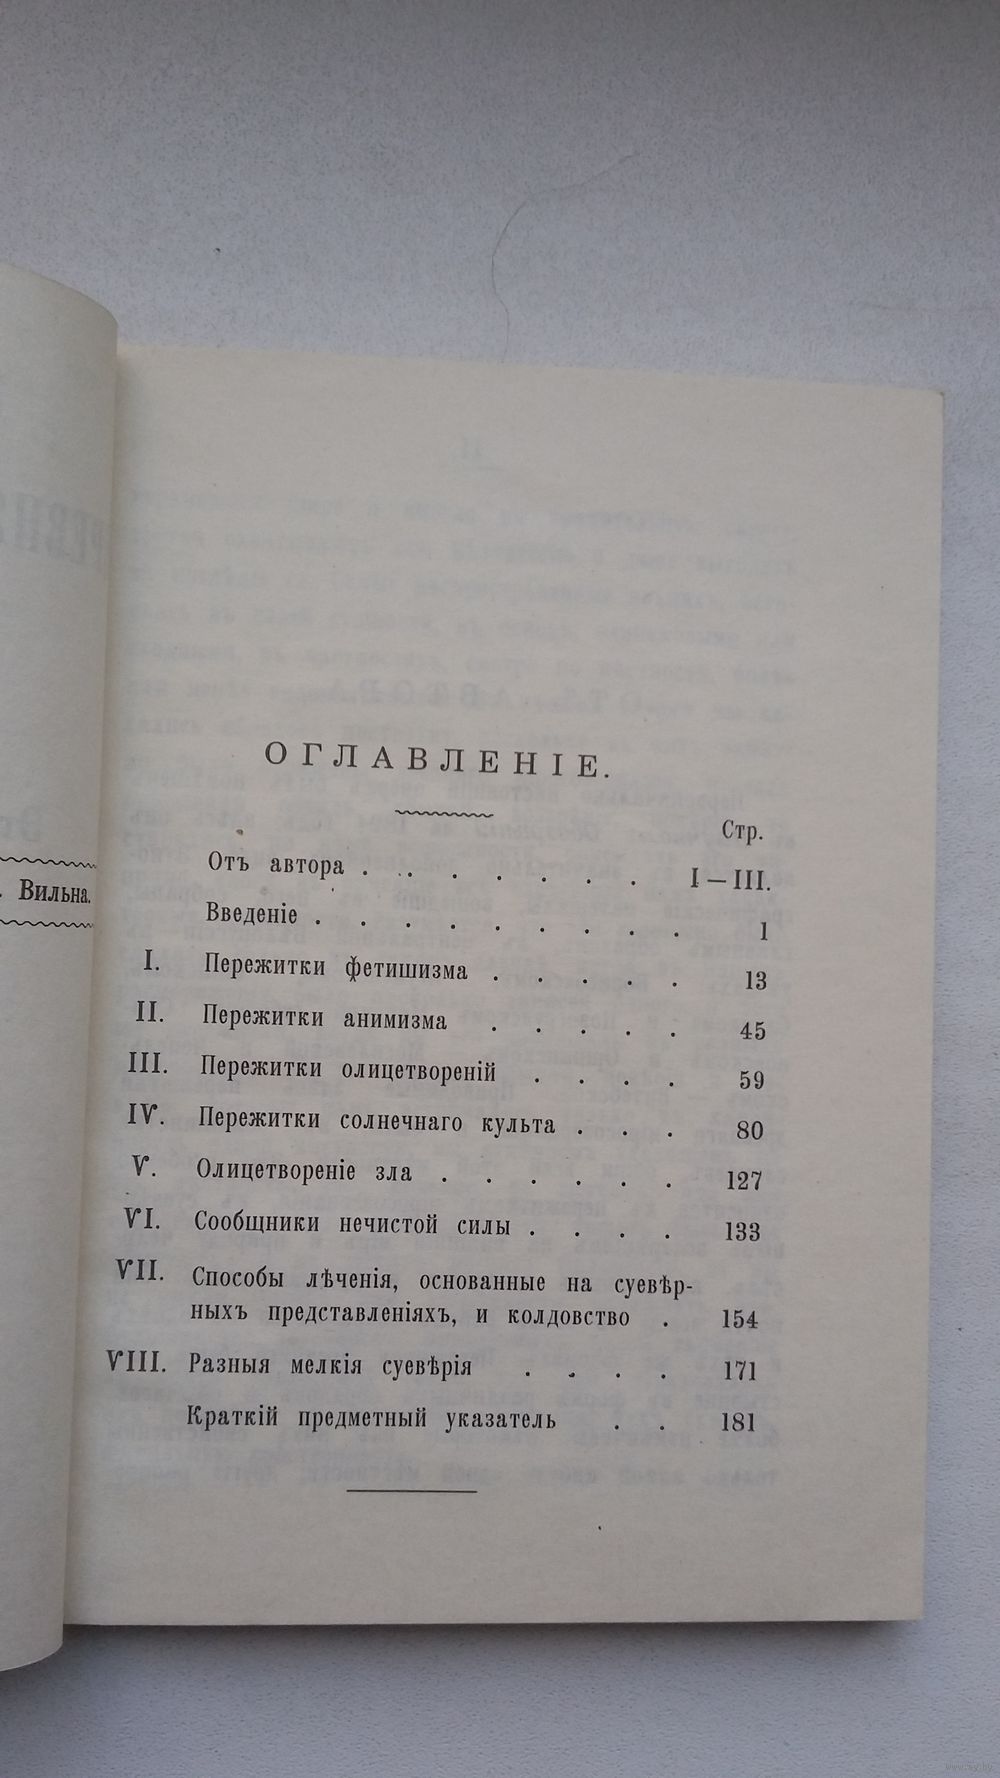 . Вильна.
ОГЛАВЛЕНІЕ.
Стр.
Отъ автора . . . . . . . I—III.
Введеніе . . . . . . . . . 1
I. Пережитки фетишизма . . . . . 13
II. Пережитки анимизма . . . . . 45
III. Пережитки олицетвореній . . . . 59
IV. Пережитки солнечнаго культа . . . 80
V. Олицетвореніе зла . . . . . . 127
VI. Сообщники нечистой силы . . . . 133
VII. Способы лѣченія, основанные на суевѣр-
ныхъ представленіяхъ, и колдовство . 154
VIII. Разныя мелкія суевѣрія . . . . 171
Краткій предметный указатель . . 181